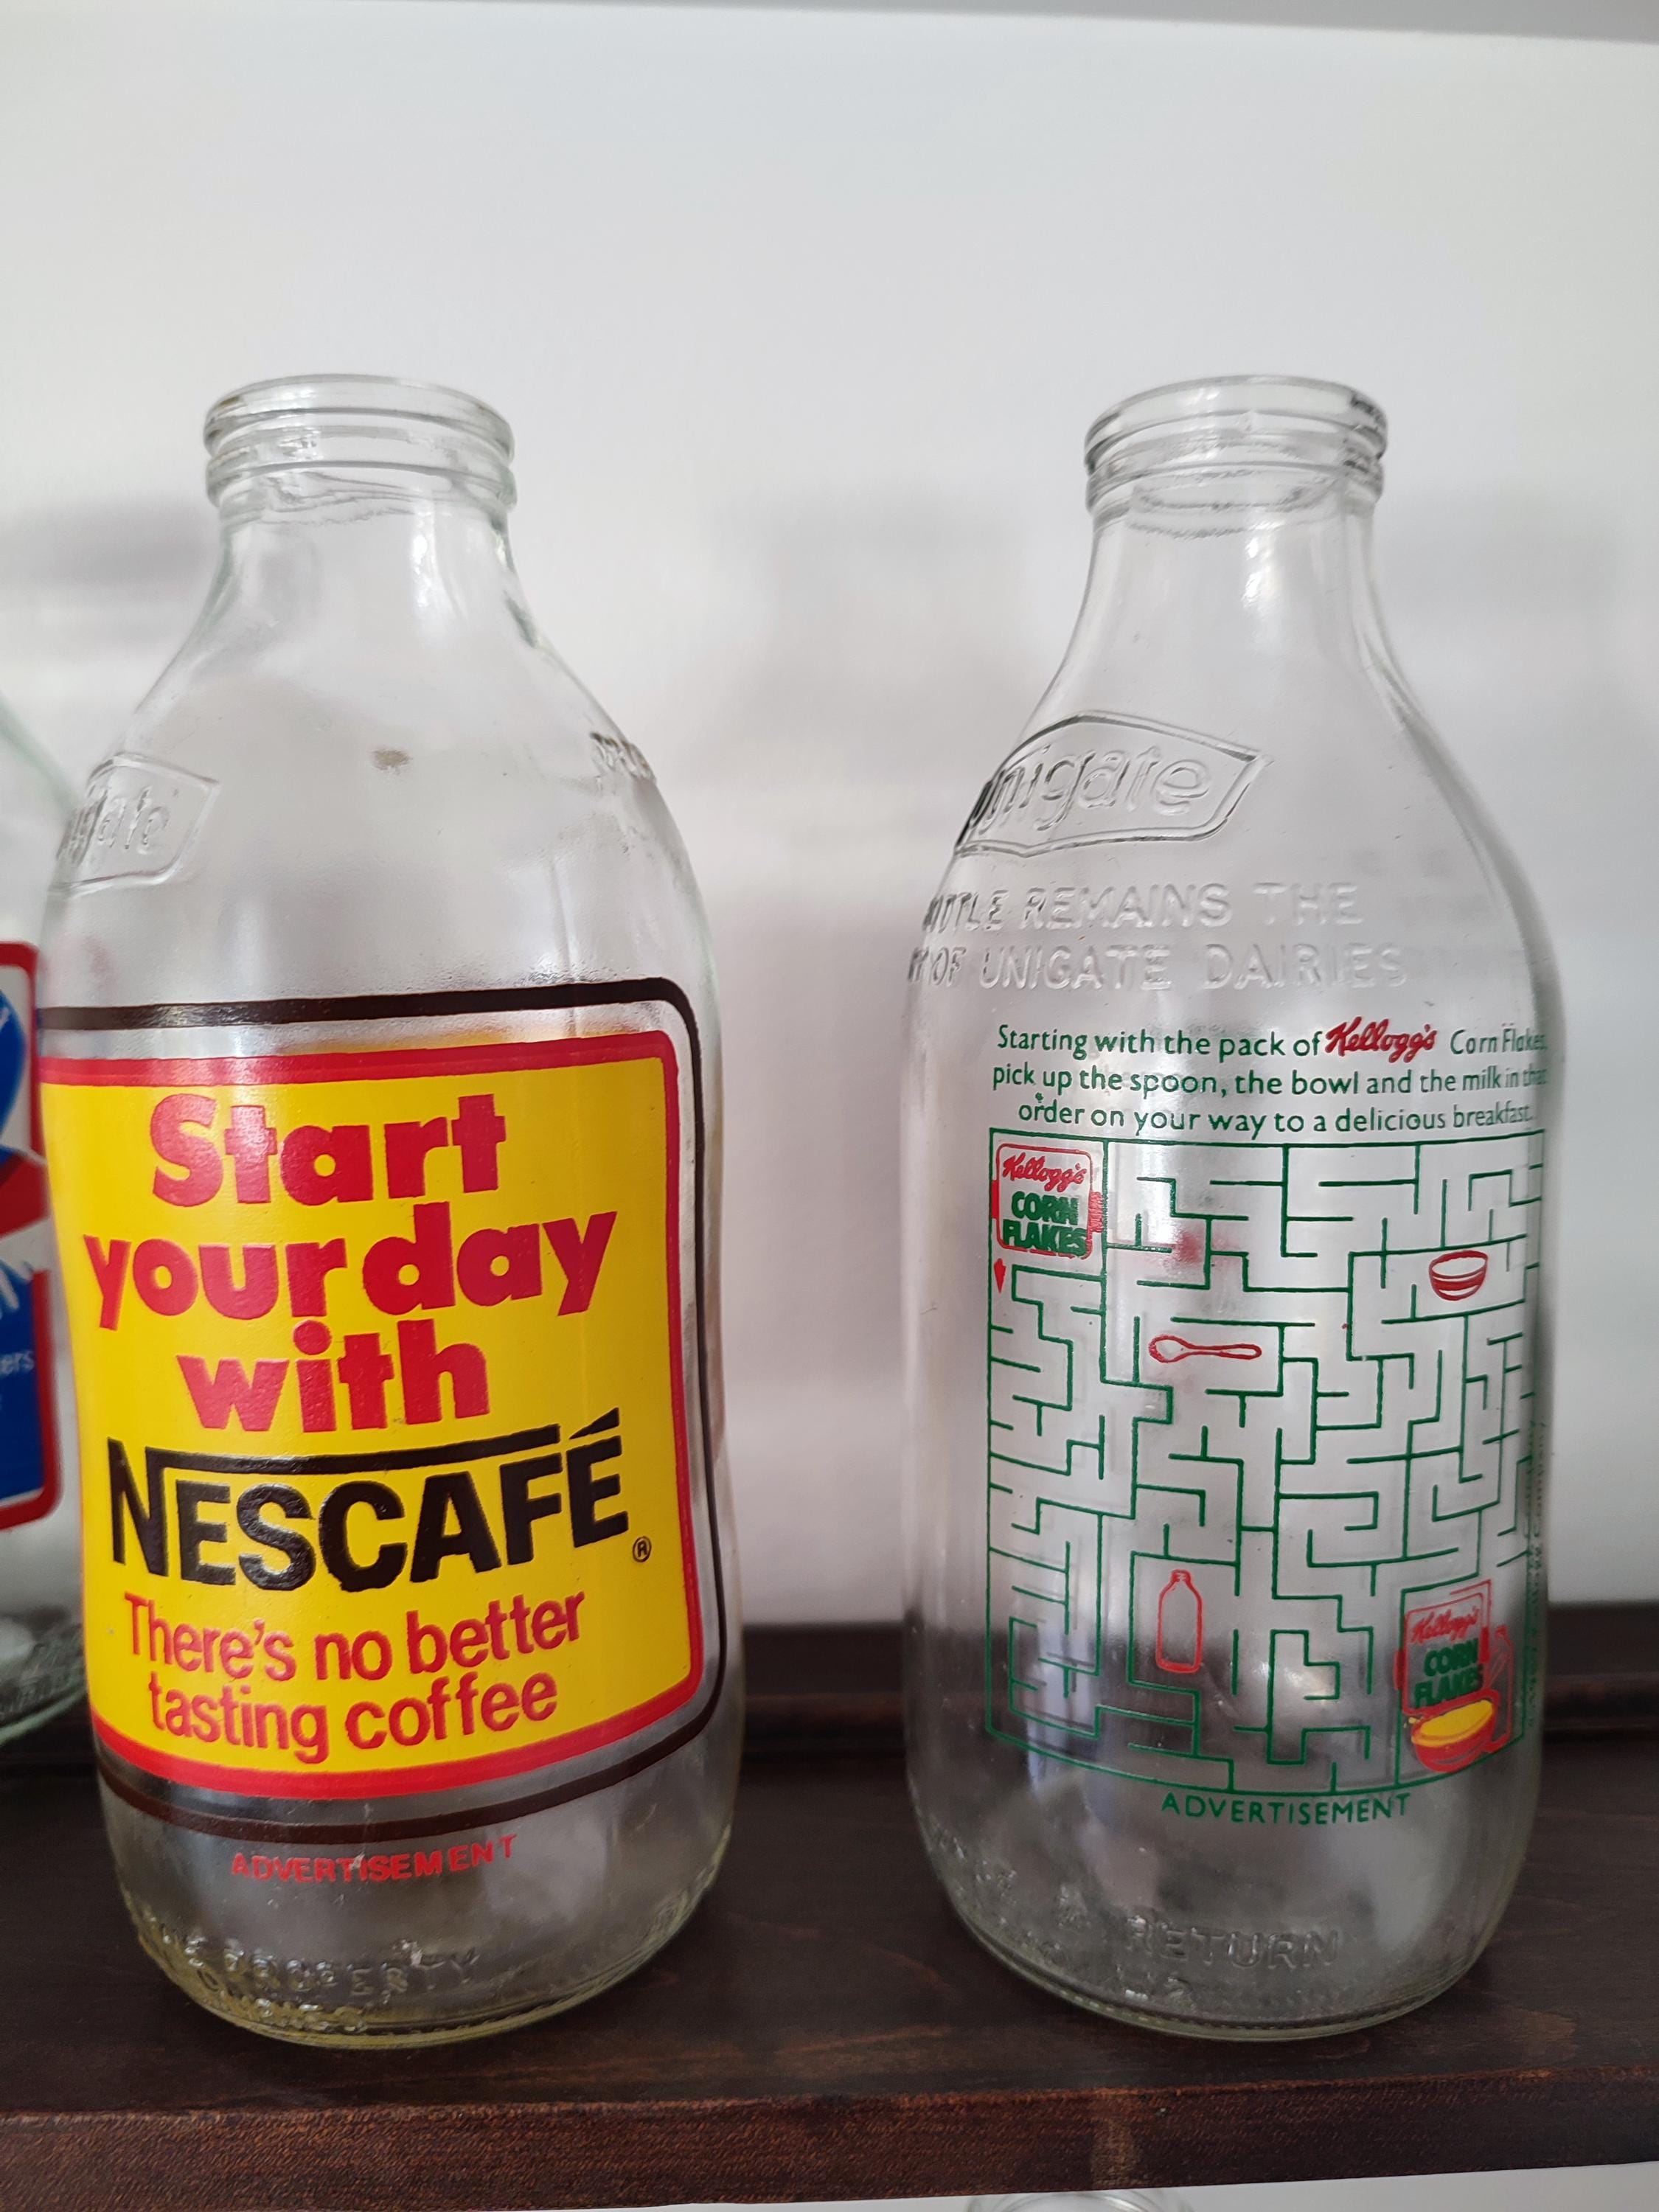 Start
your day
with
NESCAFÉ
®
There's no better
tasting coffee
ADVERTISEMENT
PROPERTY
unigate
REMAINS THE
OF UNIGATE DAIRIES
Starting with the pack of Kellogg's Corn Flakes,
pick up the spoon, the bowl and the milk in that
order on your way to a delicious breakfast.
Kellogg's
CORN
FLAKES
Kellogg's
CORN
FLAKES
ADVERTISEMENT
RETURN